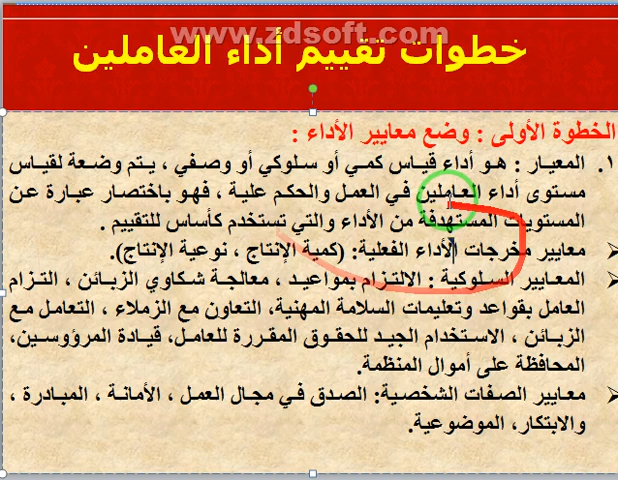 www.zdsoft.com
خطوات تقييم أداء العاملين
الخطوة الأولى : وضع معايير الأداء :
١. المعيار : هو أداء قياس كمي أو سلوكي أو وصفي ، يتم وضعة لقياس
مستوى أداء العاملين في العمل والحكم علية ، فهو باختصار عبارة عن
المستويات المستهدفة من الأداء والتي تستخدم كأساس للتقييم .
معايير مخرجات الأداء الفعلية: (كمية الإنتاج ، نوعية الإنتاج).
المعايير السلوكية : الالتزام بمواعيد ، معالجة شكاوي الزبائن ، التزام
العامل بقواعد وتعليمات السلامة المهنية، التعاون مع الزملاء ، التعامل مع
الزبائن ، الاستخدام الجيد للحقوق المقررة للعامل، قيادة المرؤوسين،
المحافظة على أموال المنظمة.
معايير الصفات الشخصية: الصدق في مجال العمل ، الأمانة ، المبادرة ،
والابتكار، الموضوعية.